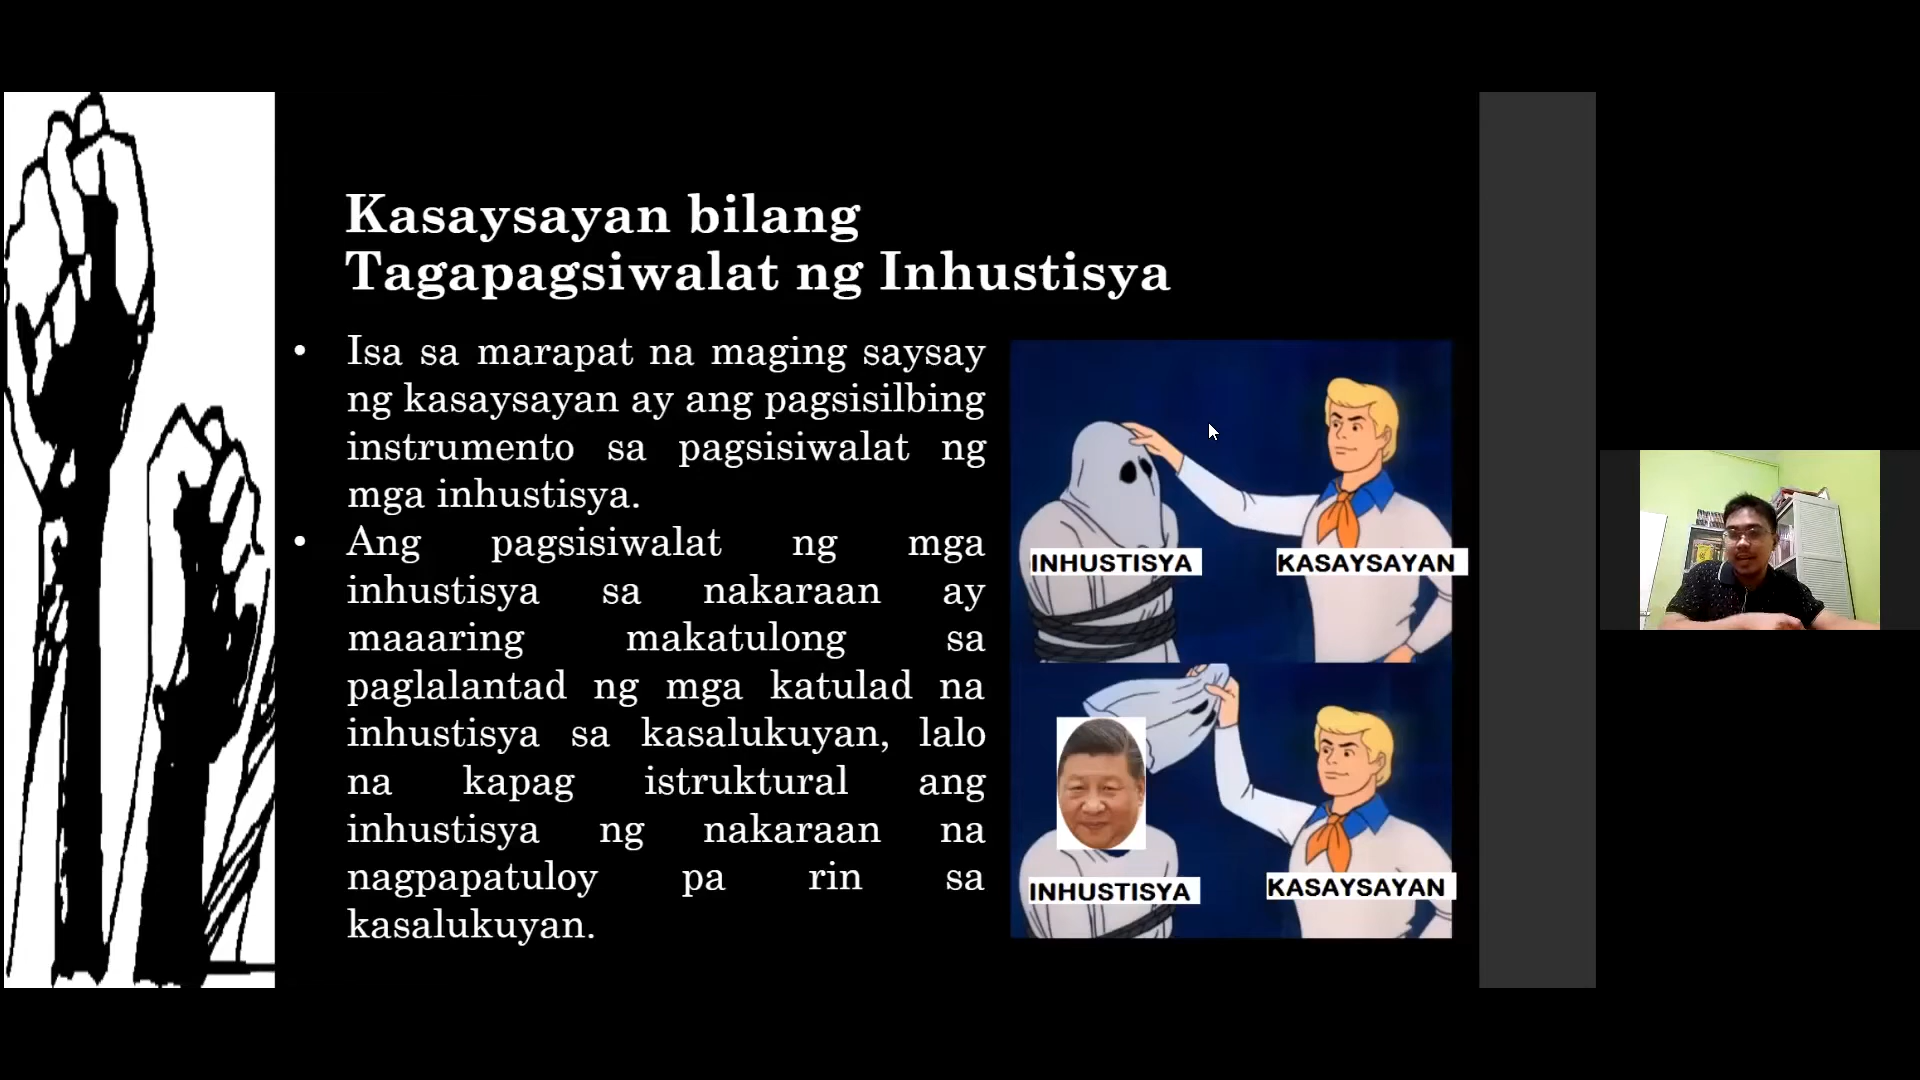 Kasaysayan bilang
Tagapagsiwalat ng Inhustisya
• Isa sa marapat na maging saysay
ng kasaysayan ay ang pagsisilbing
instrumento sa pagsisiwalat ng
mga inhustisya.
• Ang pagsisiwalat ng mga
inhustisya sa nakaraan ay
maaaring makatulong sa
paglalantad ng mga katulad na
inhustisya sa kasalukuyan, lalo
na kapag istruktural ang
inhustisya ng nakaraan na
nagpapatuloy pa rin sa
kasalukuyan.
INHUSTISYA
KASAYSAYAN
INHUSTISYA
KASAYSAYAN